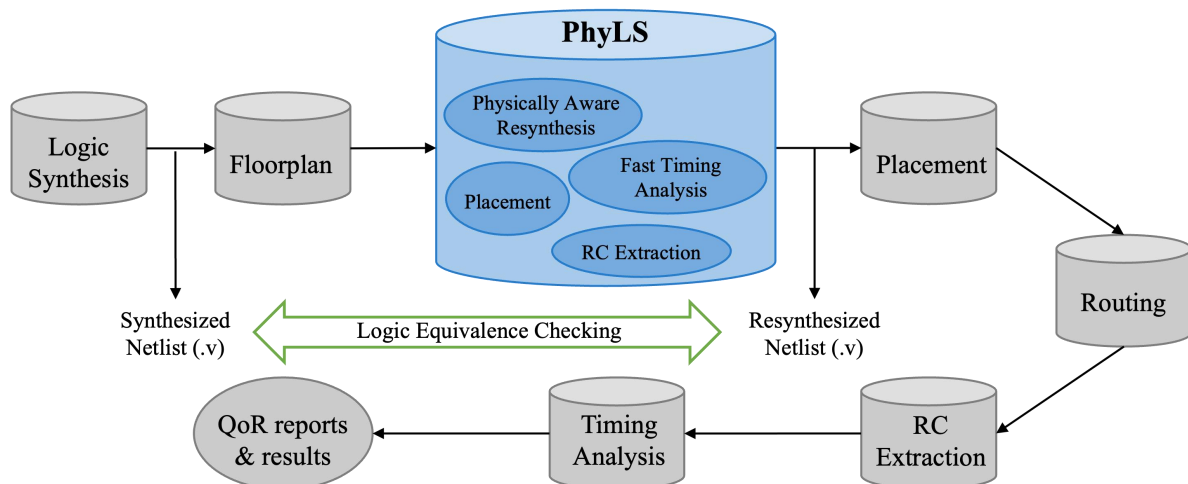 PhyLS
Physically Aware
Resynthesis
Fast Timing
Analysis
Placement
RC Extraction
Logic
Synthesis
Floorplan
Placement
Routing
Synthesized
Netlist (.v)
Logic Equivalence Checking
Resynthesized
Netlist (.v)
QoR reports
& results
Timing
Analysis
RC
Extraction